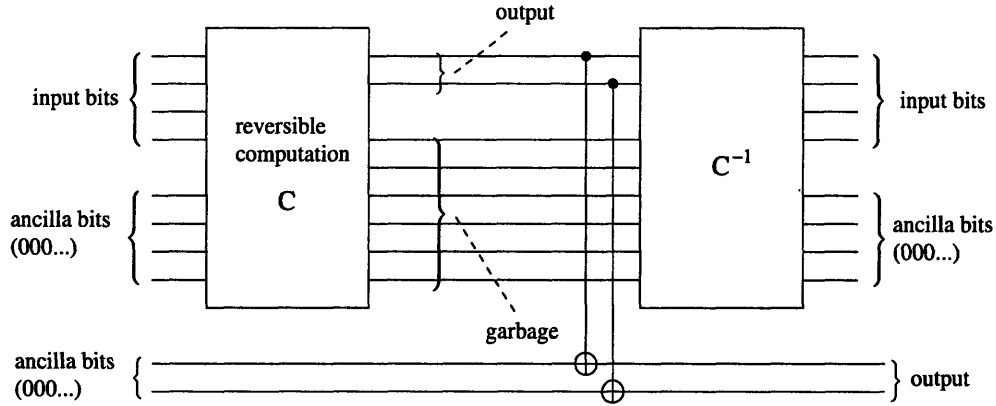 output
input bits
reversible
computation
C
C⁻¹
input bits
ancilla bits
(000...)
ancilla bits
(000...)
garbage
ancilla bits
(000...)
output